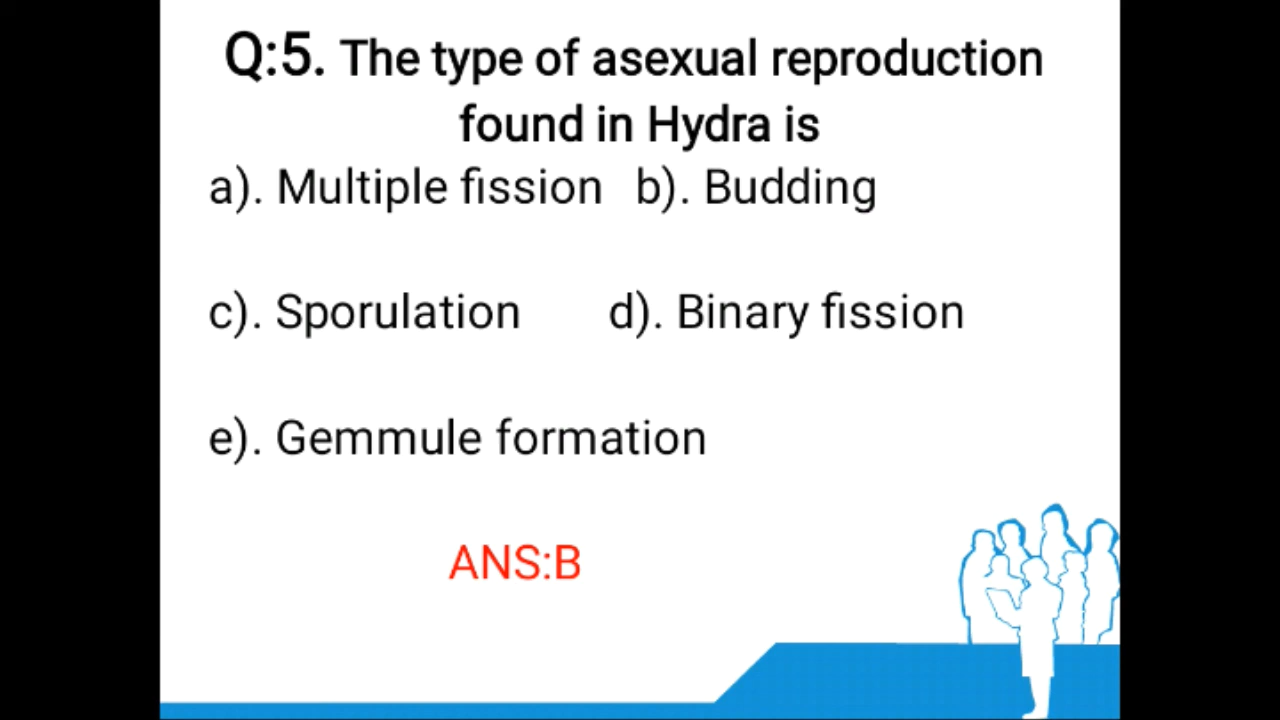 Q:5. The type of asexual reproduction
found in Hydra is
a). Multiple fission b). Budding
c). Sporulation d). Binary fission
e). Gemmule formation
ANS:B